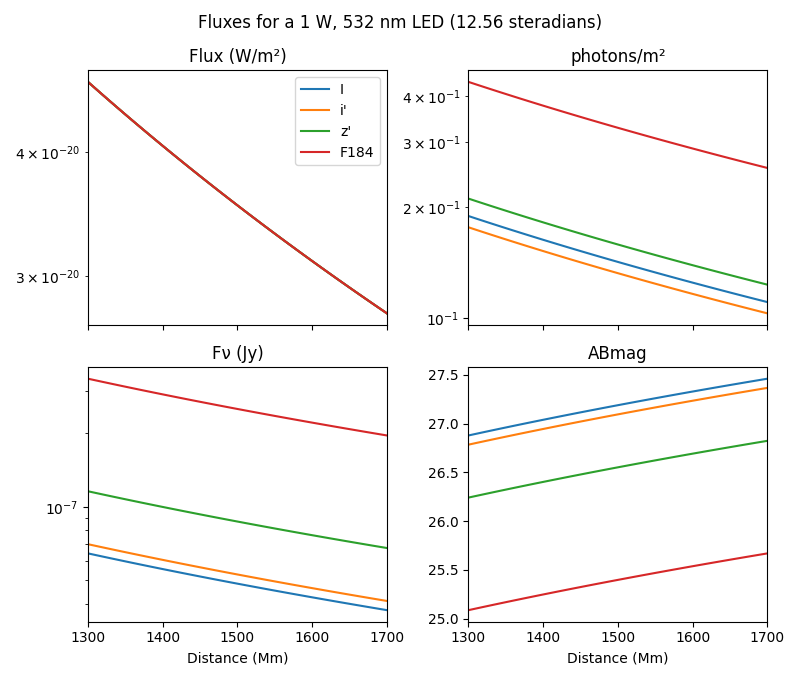 Fluxes for a 1 W, 532 nm LED (12.56 steradians)
Flux (W/m²)
4 × 10⁻²⁰
3 × 10⁻²⁰
I
i'
z'
F184
photons/m²
4 × 10⁻¹
3 × 10⁻¹
2 × 10⁻¹
10⁻¹
Fν (Jy)
10⁻⁷
1300 1400 1500 1600 1700
Distance (Mm)
ABmag
27.5
27.0
26.5
26.0
25.5
25.0
1300 1400 1500 1600 1700
Distance (Mm)